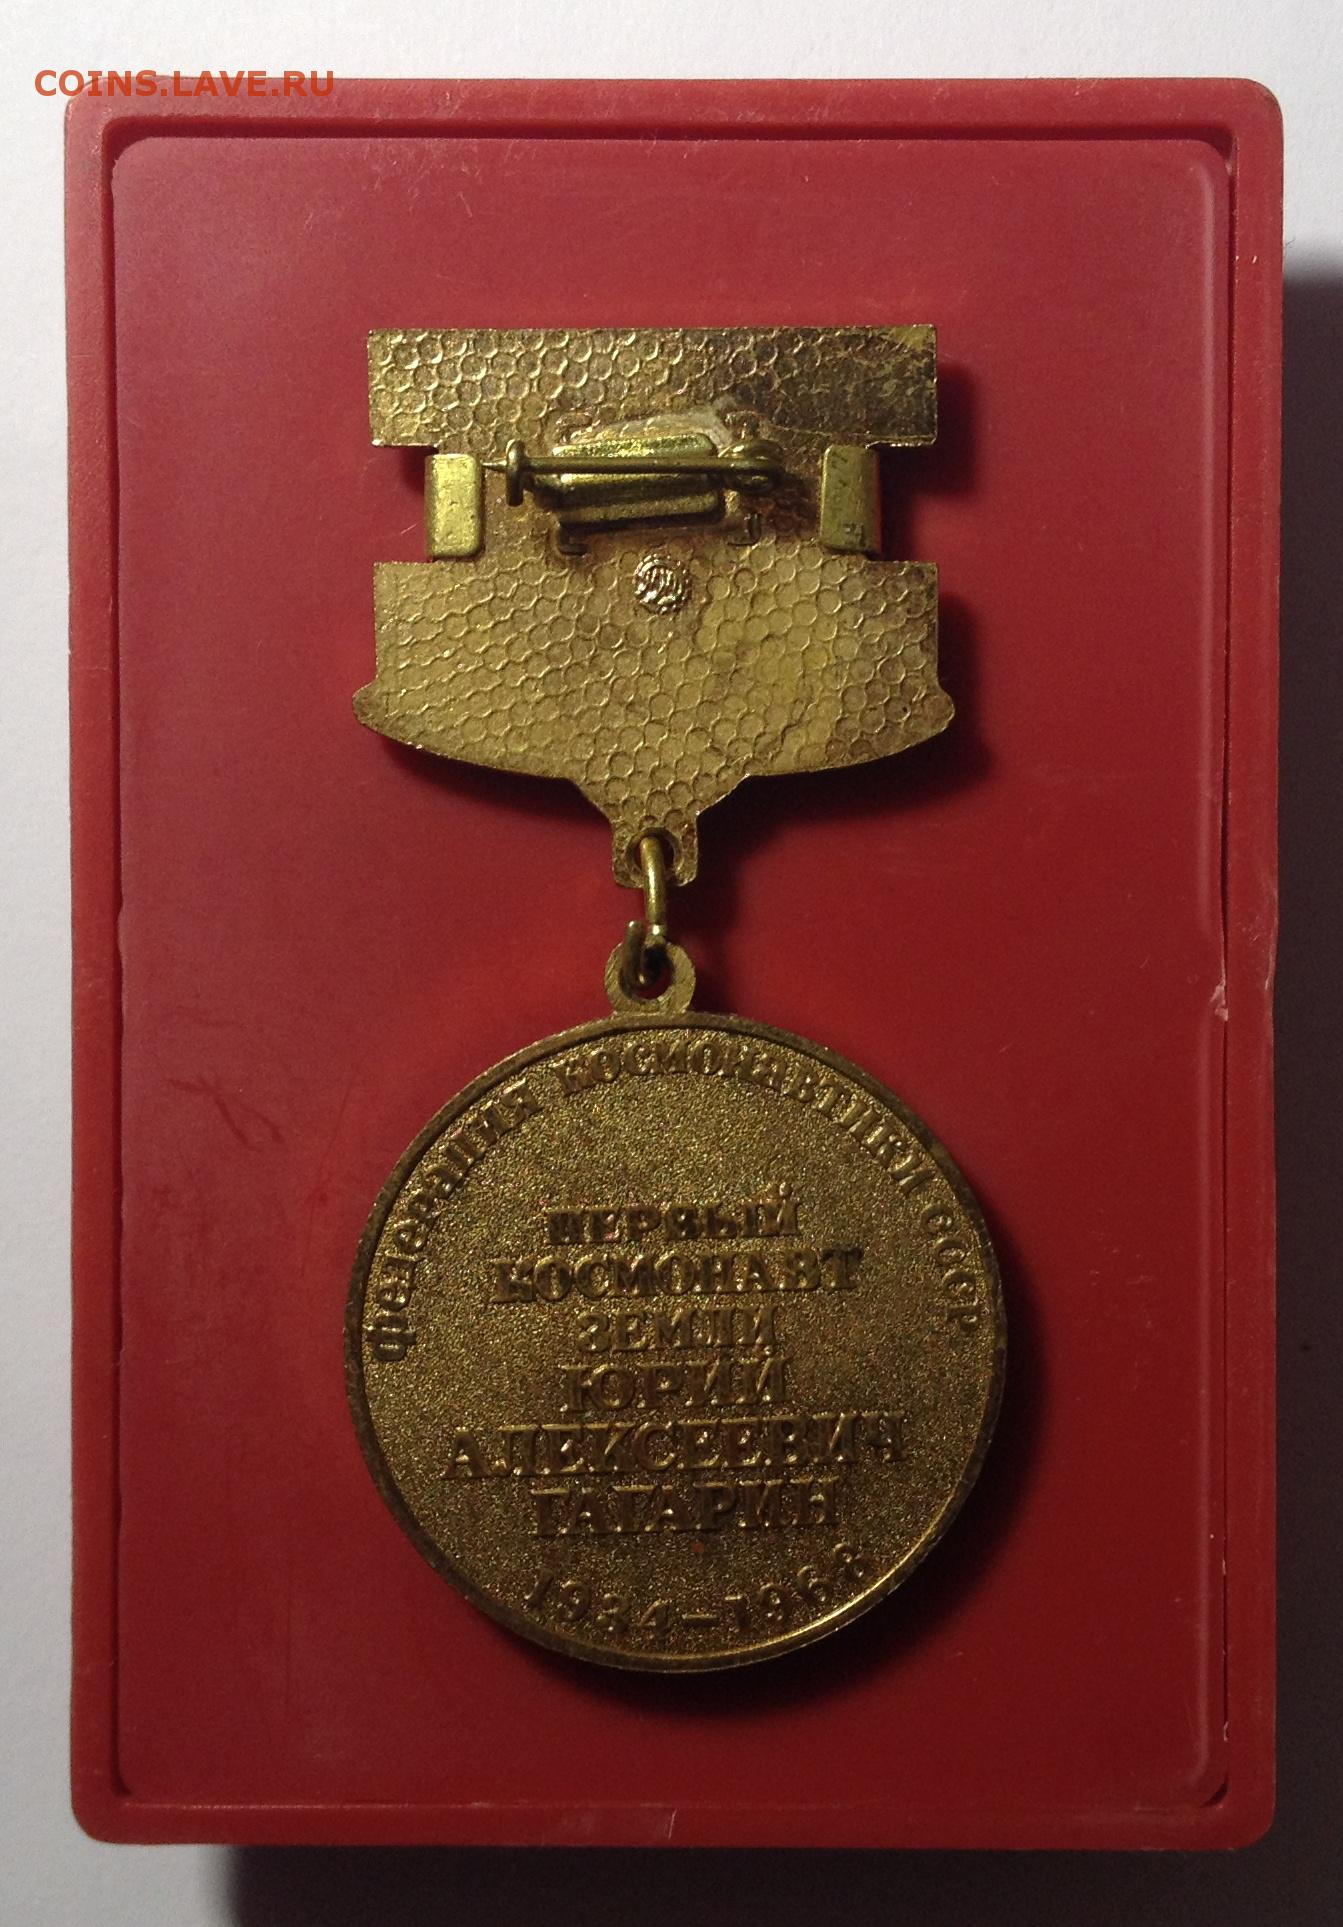 COINS.LAVE.RU
ФЕДЕРАЦИЯ КОСМОНАВТИКИ СССР
ПЕРВЫЙ
КОСМОНАВТ
ЗЕМЛИ
ЮРИЙ
АЛЕКСЕЕВИЧ
ГАГАРИН
1934–1968